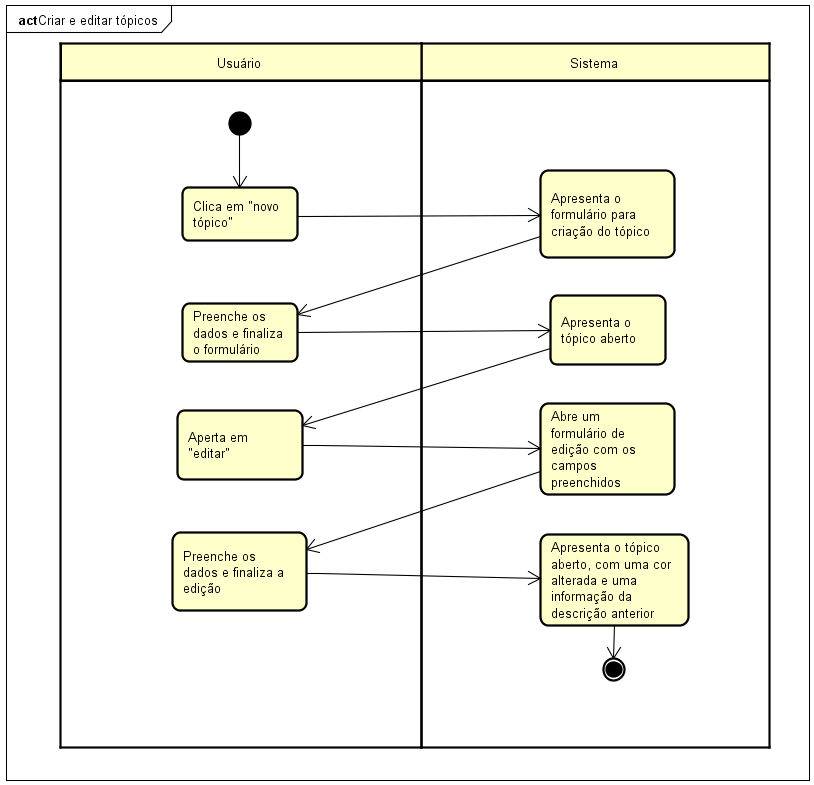 actCriar e editar tópicos
Usuário
Sistema
Clica em "novo
tópico"
Apresenta o
formulário para
criação do tópico
Preenche os
dados e finaliza
o formulário
Apresenta o
tópico aberto
Aperta em
"editar"
Abre um
formulário de
edição com os
campos
preenchidos
Preenche os
dados e finaliza a
edição
Apresenta o tópico
aberto, com uma cor
alterada e uma
informação da
descrição anterior